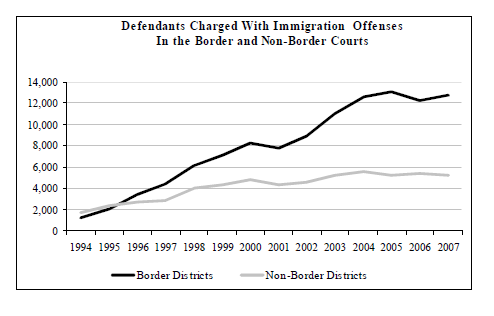 Defendants Charged With Immigration Offenses
In the Border and Non-Border Courts
14,000
12,000
10,000
8,000
6,000
4,000
2,000
0
1994 1995 1996 1997 1998 1999 2000 2001 2002 2003 2004 2005 2006 2007
Border Districts Non-Border Districts